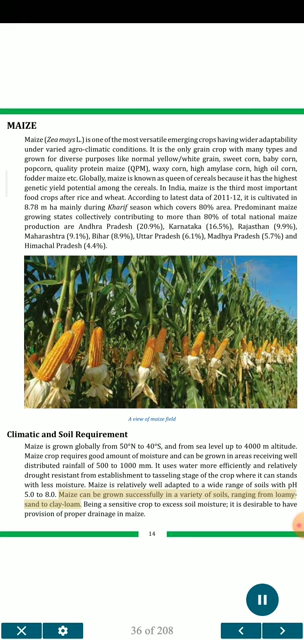 MAIZE
Maize (Zea mays L.) is one of the most versatile emerging crops having wider adaptability
under varied agro-climatic conditions. It is the only grain crop with many types and
grown for diverse purposes like normal yellow/white grain, sweet corn, baby corn,
popcorn, quality protein maize (QPM), waxy corn, high amylase corn, high oil corn,
fodder maize etc. Globally, maize is known as queen of cereals because it has the highest
genetic yield potential among the cereals. In India, maize is the third most important
food crops after rice and wheat. According to latest data of 2011-12, it is cultivated in
8.78 m ha mainly during Kharif season which covers 80% area. Predominant maize
growing states collectively contributing to more than 80% of total national maize
production are Andhra Pradesh (20.9%), Karnataka (16.5%), Rajasthan (9.9%),
Maharashtra (9.1%), Bihar (8.9%), Uttar Pradesh (6.1%), Madhya Pradesh (5.7%) and
Himachal Pradesh (4.4%).
A view of maize field
Climatic and Soil Requirement
Maize is grown globally from 50°N to 40°S, and from sea level up to 4000 m altitude.
Maize crop requires good amount of moisture and can be grown in areas receiving well
distributed rainfall of 500 to 1000 mm. It uses water more efficiently and relatively
drought resistant from establishment to tasseling stage of the crop where it can stands
with less moisture. Maize is relatively well adapted to a wide range of soils with pH
5.0 to 8.0. Maize can be grown successfully in a variety of soils, ranging from loamy-
sand to clay-loam. Being a sensitive crop to excess soil moisture; it is desirable to have
provision of proper drainage in maize.
14
36 of 208